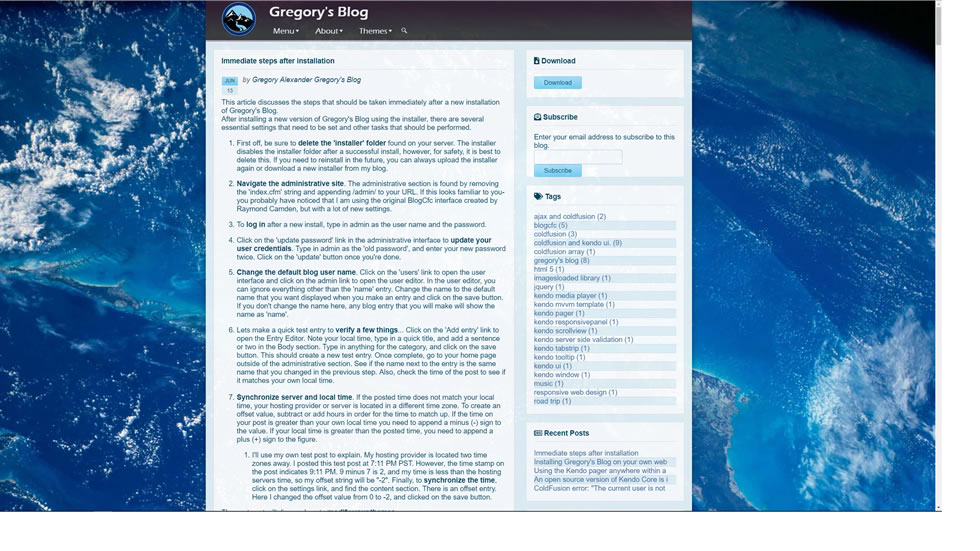 Gregory's Blog
Menu About Themes
Immediate steps after installation
JUN
15
by Gregory Alexander Gregory's Blog
This article discusses the steps that should be taken immediately after a new installation
of Gregory's Blog.
After installing a new version of Gregory's Blog using the installer, there are several
essential settings that need to be set and other tasks that should be performed.
1. First off, be sure to delete the 'installer' folder found on your server. The installer
disables the installer folder after a successful install, however, for safety, it is best to
delete this. If you need to reinstall in the future, you can always upload the installer
again or download a new installer from my blog.
2. Navigate the administrative site. The administrative section is found by removing
the 'index.cfm' string and appending /admin/ to your URL. If this looks familiar to you-
you probably have noticed that I am using the original BlogCfc interface created by
Raymond Camden, but with a lot of new settings.
3. To log in after a new install, type in admin as the user name and the password.
4. Click on the 'update password' link in the administrative interface to update your
user credentials. Type in admin as the 'old password', and enter your new password
twice. Click on the 'update' button once you're done.
5. Change the default blog user name. Click on the 'users' link to open the user
interface and click on the admin link to open the user editor. In the user editor, you
can ignore everything other than the 'name' entry. Change the name to the default
name that you want displayed when you make an entry and click on the save button.
If you don't change the name here, any blog entry that you will make will show the
name as 'name'.
6. Lets make a quick test entry to verify a few things... Click on the 'Add entry' link to
open the Entry Editor. Note your local time, type in a quick title, and add a sentence
or two in the Body section. Type in anything for the category, and click on the save
button. This should create a new test entry. Once complete, go to your home page
outside of the administrative section. See if the name next to the entry is the same
name that you changed in the previous step. Also, check the time of the post to see if
it matches your own local time.
7. Synchronize server and local time. If the posted time does not match your local
time, your hosting provider or server is located in a different time zone. To create an
offset value, subtract or add hours in order for the time to match up. If the time on
your post is greater than your own local time you need to append a minus (-) sign to
the value. If your local time is greater than the posted time, you need to append a
plus (+) sign to the figure.
1. I'll use my own test post to explain. My hosting provider is located two time
zones away. I posted this test post at 7:11 PM PST. However, the time stamp on
the post indicates 9:11 PM. 9 minus 7 is 2, and my time is less than the hosting
servers time, so my offset string will be "-2". Finally, to synchronize the time,
click on the settings link, and find the content section. There is an offset entry.
Here I changed the offset value from 0 to -2, and clicked on the save button.
Download
Download
Subscribe
Enter your email address to subscribe to this
blog.
Subscribe
Tags
ajax and coldfusion (2)
blogcfc (5)
coldfusion (3)
coldfusion and kendo ui. (9)
coldfusion array (1)
gregory's blog (8)
html 5 (1)
imagesloaded library (1)
jquery (1)
kendo media player (1)
kendo mvvm template (1)
kendo pager (1)
kendo responsivepanel (1)
kendo scrollview (1)
kendo server side validation (1)
kendo tabstrip (1)
kendo tooltip (1)
kendo ui (1)
kendo window (1)
music (1)
responsive web design (1)
road trip (1)
Recent Posts
Immediate steps after installation
Installing Gregory's Blog on your own web
Using the Kendo pager anywhere within a
An open source version of Kendo Core is i
ColdFusion error: "The current user is not